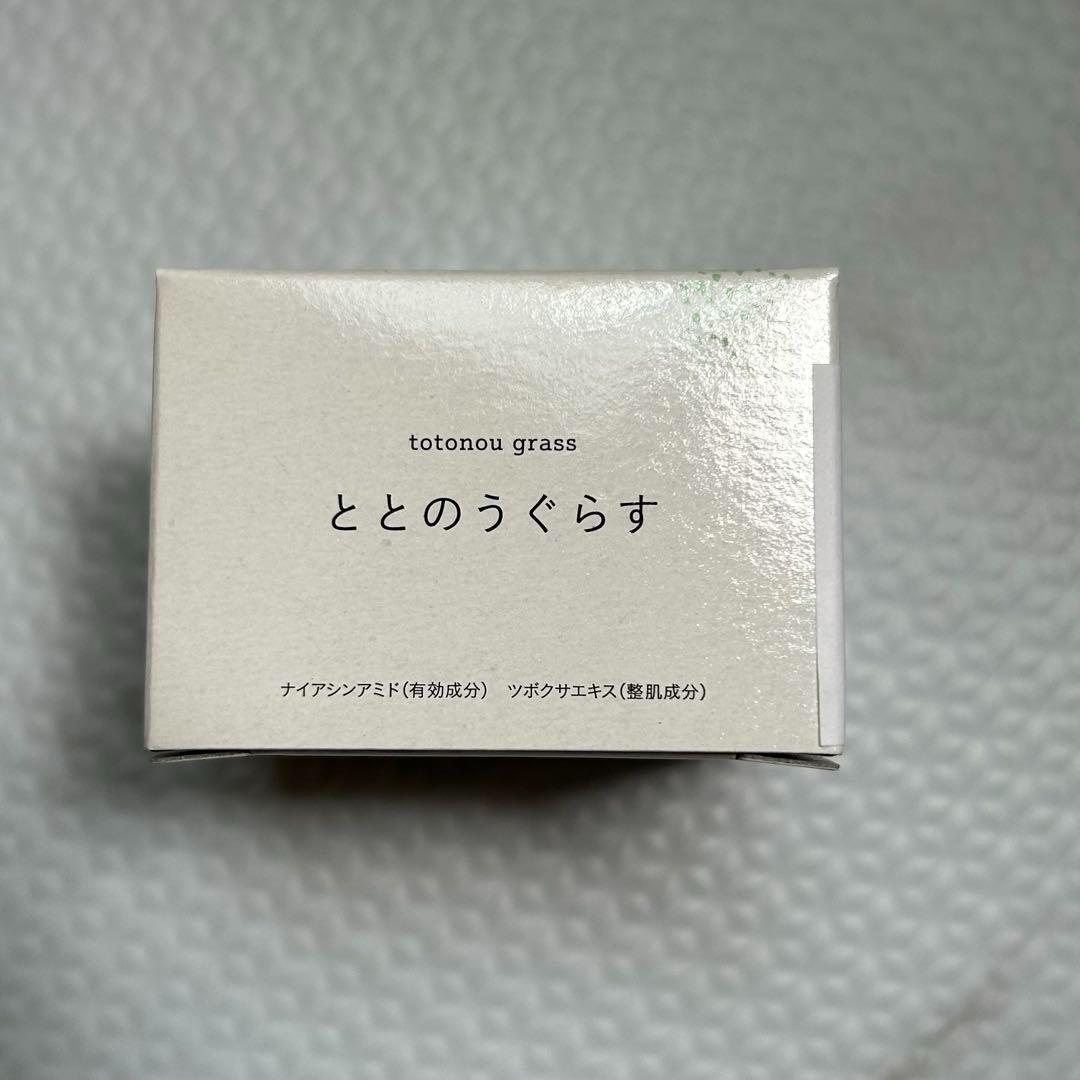 totonou grass
ととのうぐらす
ナイアシンアミド(有効成分) ツボクサエキス(整肌成分)